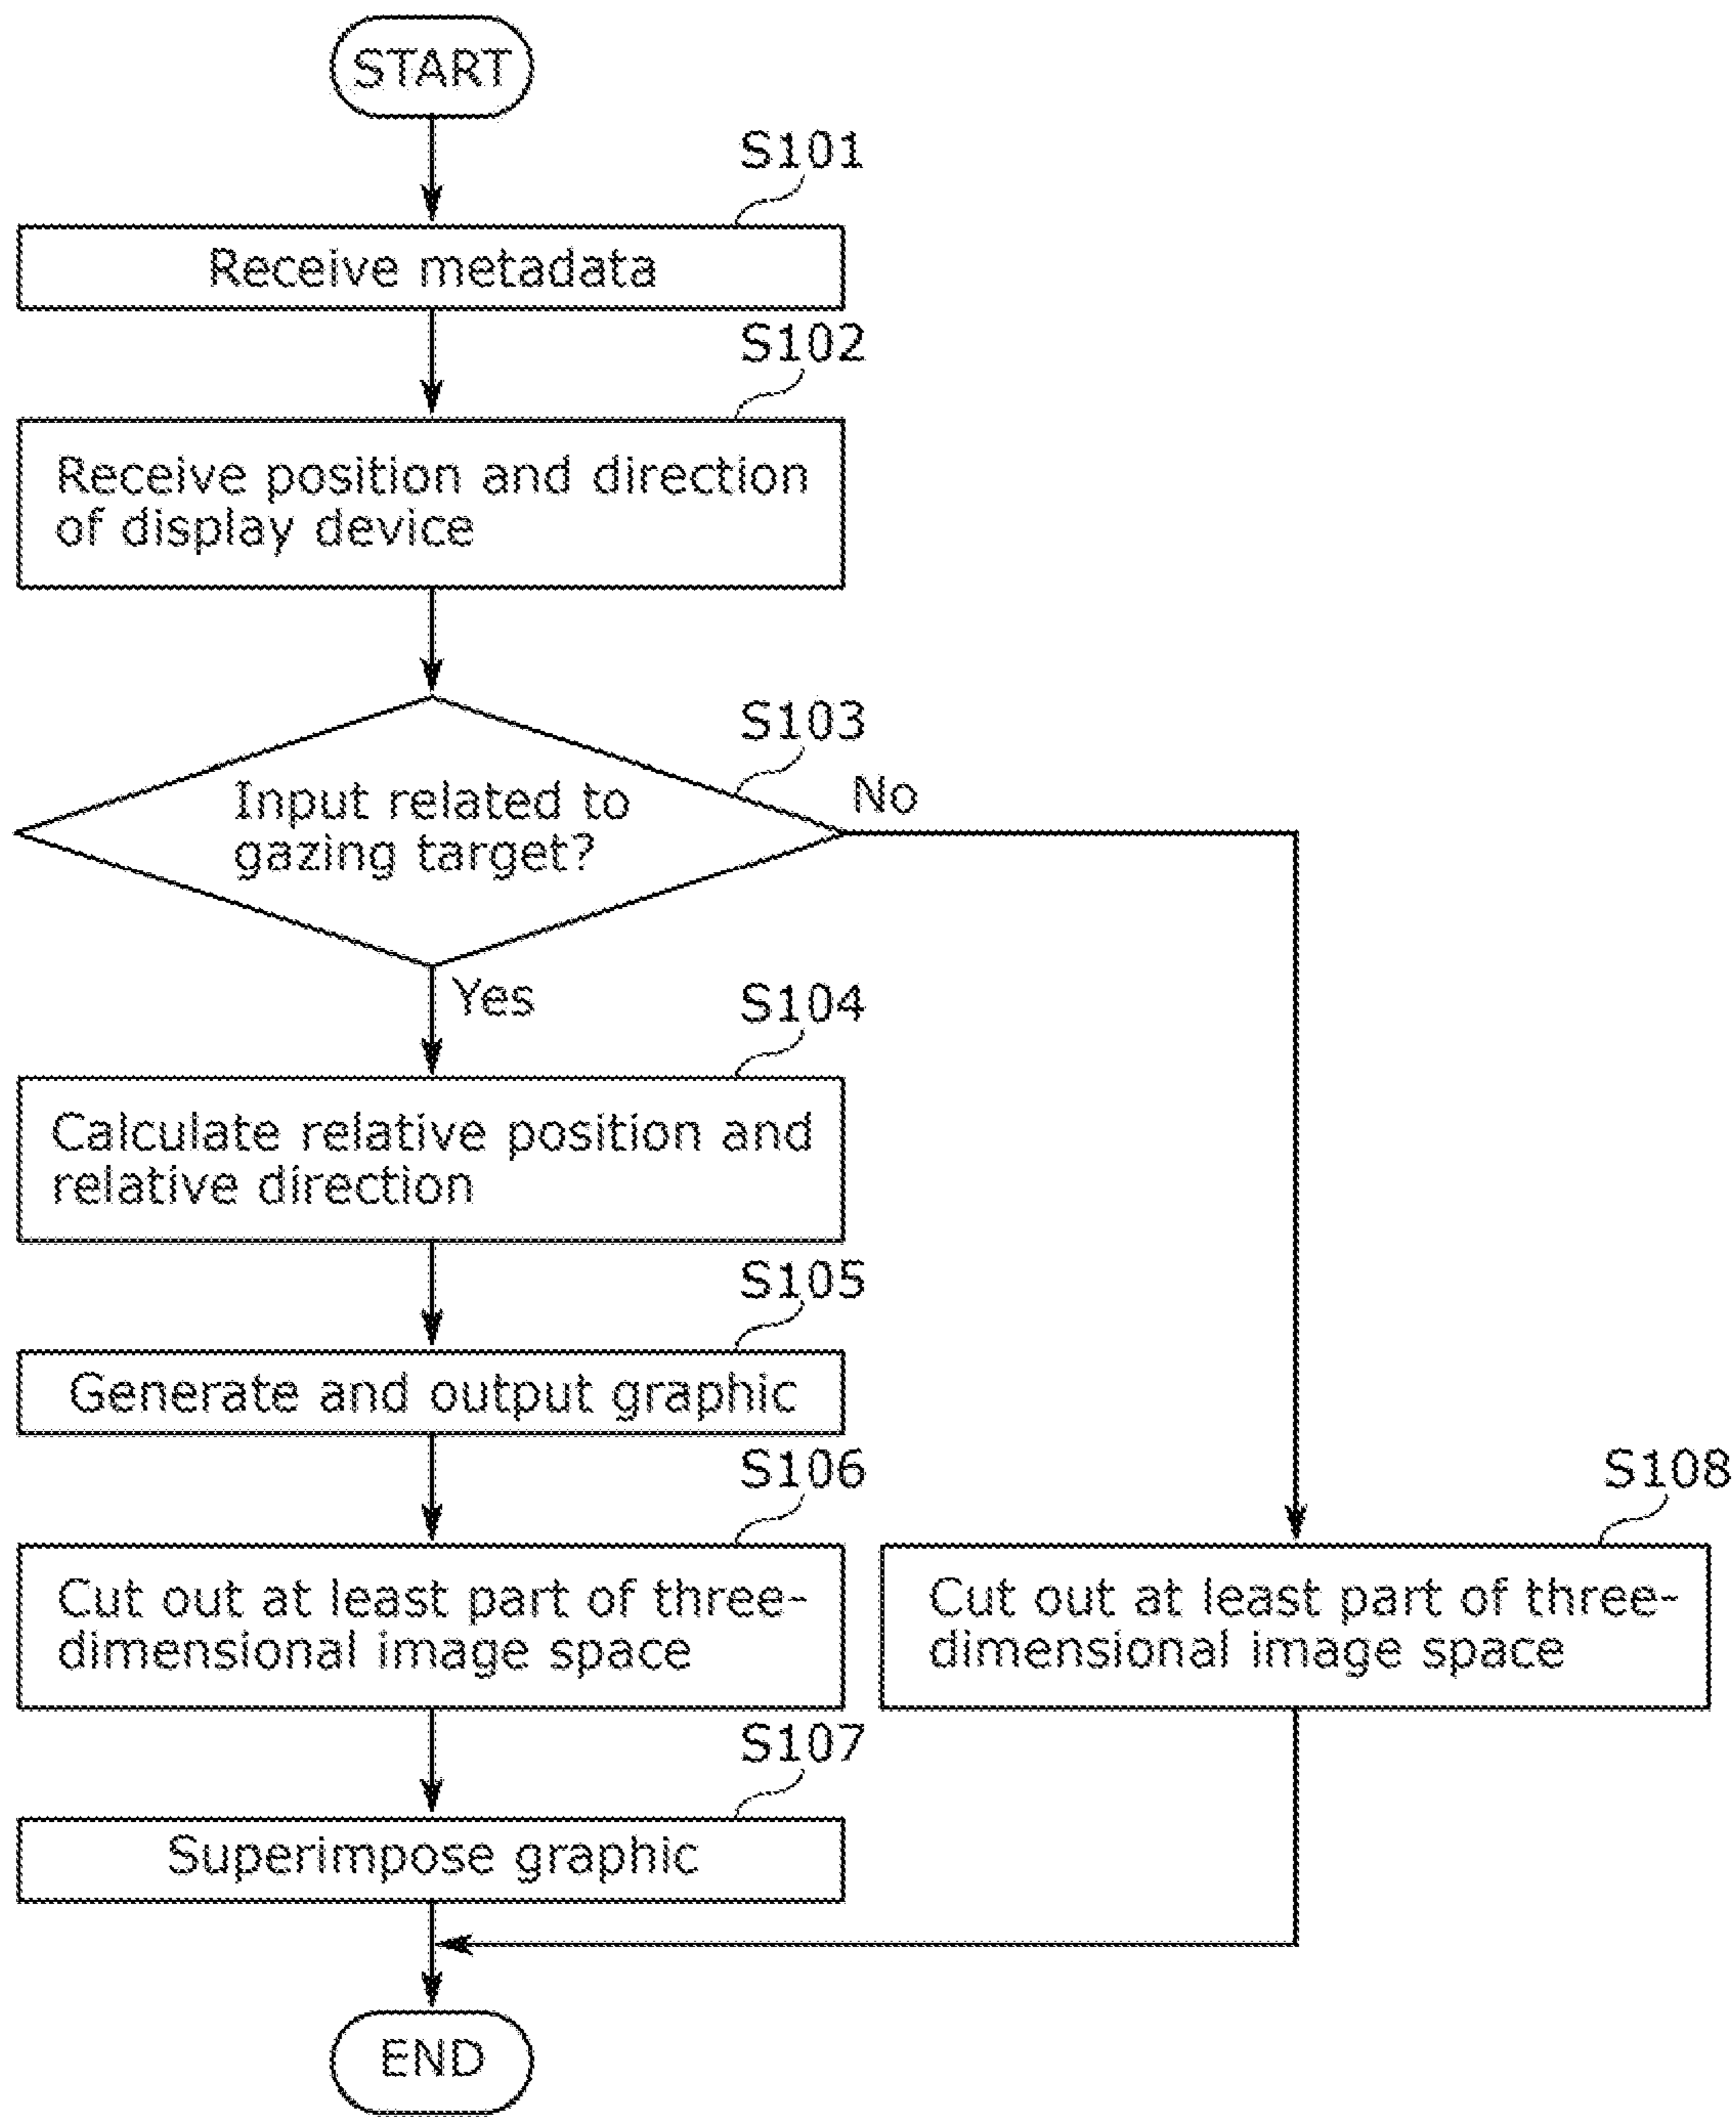 START
S101
Receive metadata
S102
Receive position and direction
of display device
S103
Input related to
gazing target?
No
Yes
S104
Calculate relative position and
relative direction
S105
Generate and output graphic
S106
Cut out at least part of three-
dimensional image space
S108
Cut out at least part of three-
dimensional image space
S107
Superimpose graphic
END